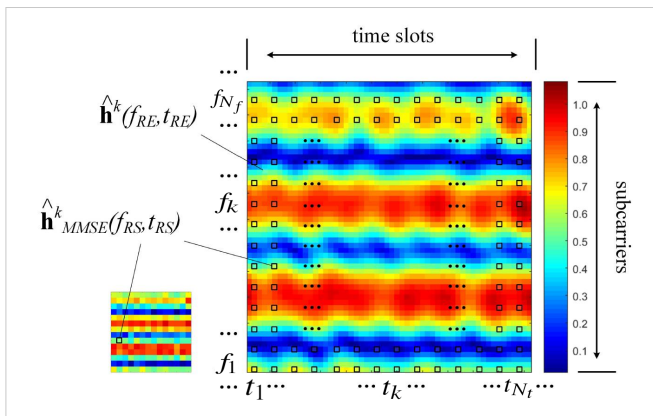 time slots
...
f_{N_f}
...
ĥ^k(f_{RE}, t_{RE})
...
f_k
...
ĥ^k_{MMSE}(f_{RS}, t_{RS})
...
f_1
... t_1 ... ... t_k ... ... t_{N_t} ...
1.0
0.9
0.8
0.7
0.6
0.5
0.4
0.3
0.2
0.1
subcarriers